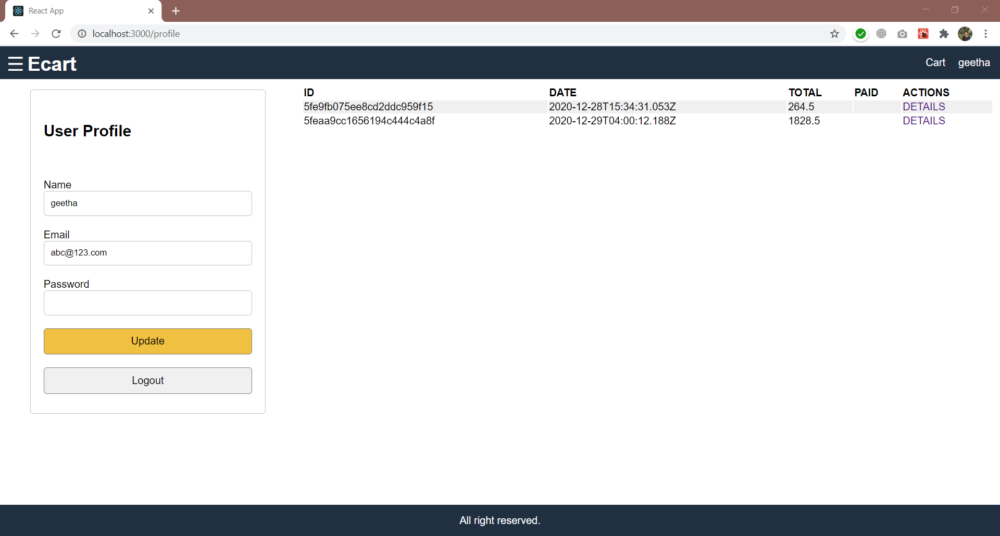 React App
localhost:3000/profile
☰ Ecart
Cart geetha
User Profile
Name
geetha
Email
abc@123.com
Password
Update
Logout
ID DATE TOTAL PAID ACTIONS
5fe9fb075ee8cd2ddc959f15 2020-12-28T15:34:31.053Z 264.5 DETAILS
5feaa9cc1656194c444c4a8f 2020-12-29T04:00:12.188Z 1828.5 DETAILS
All right reserved.